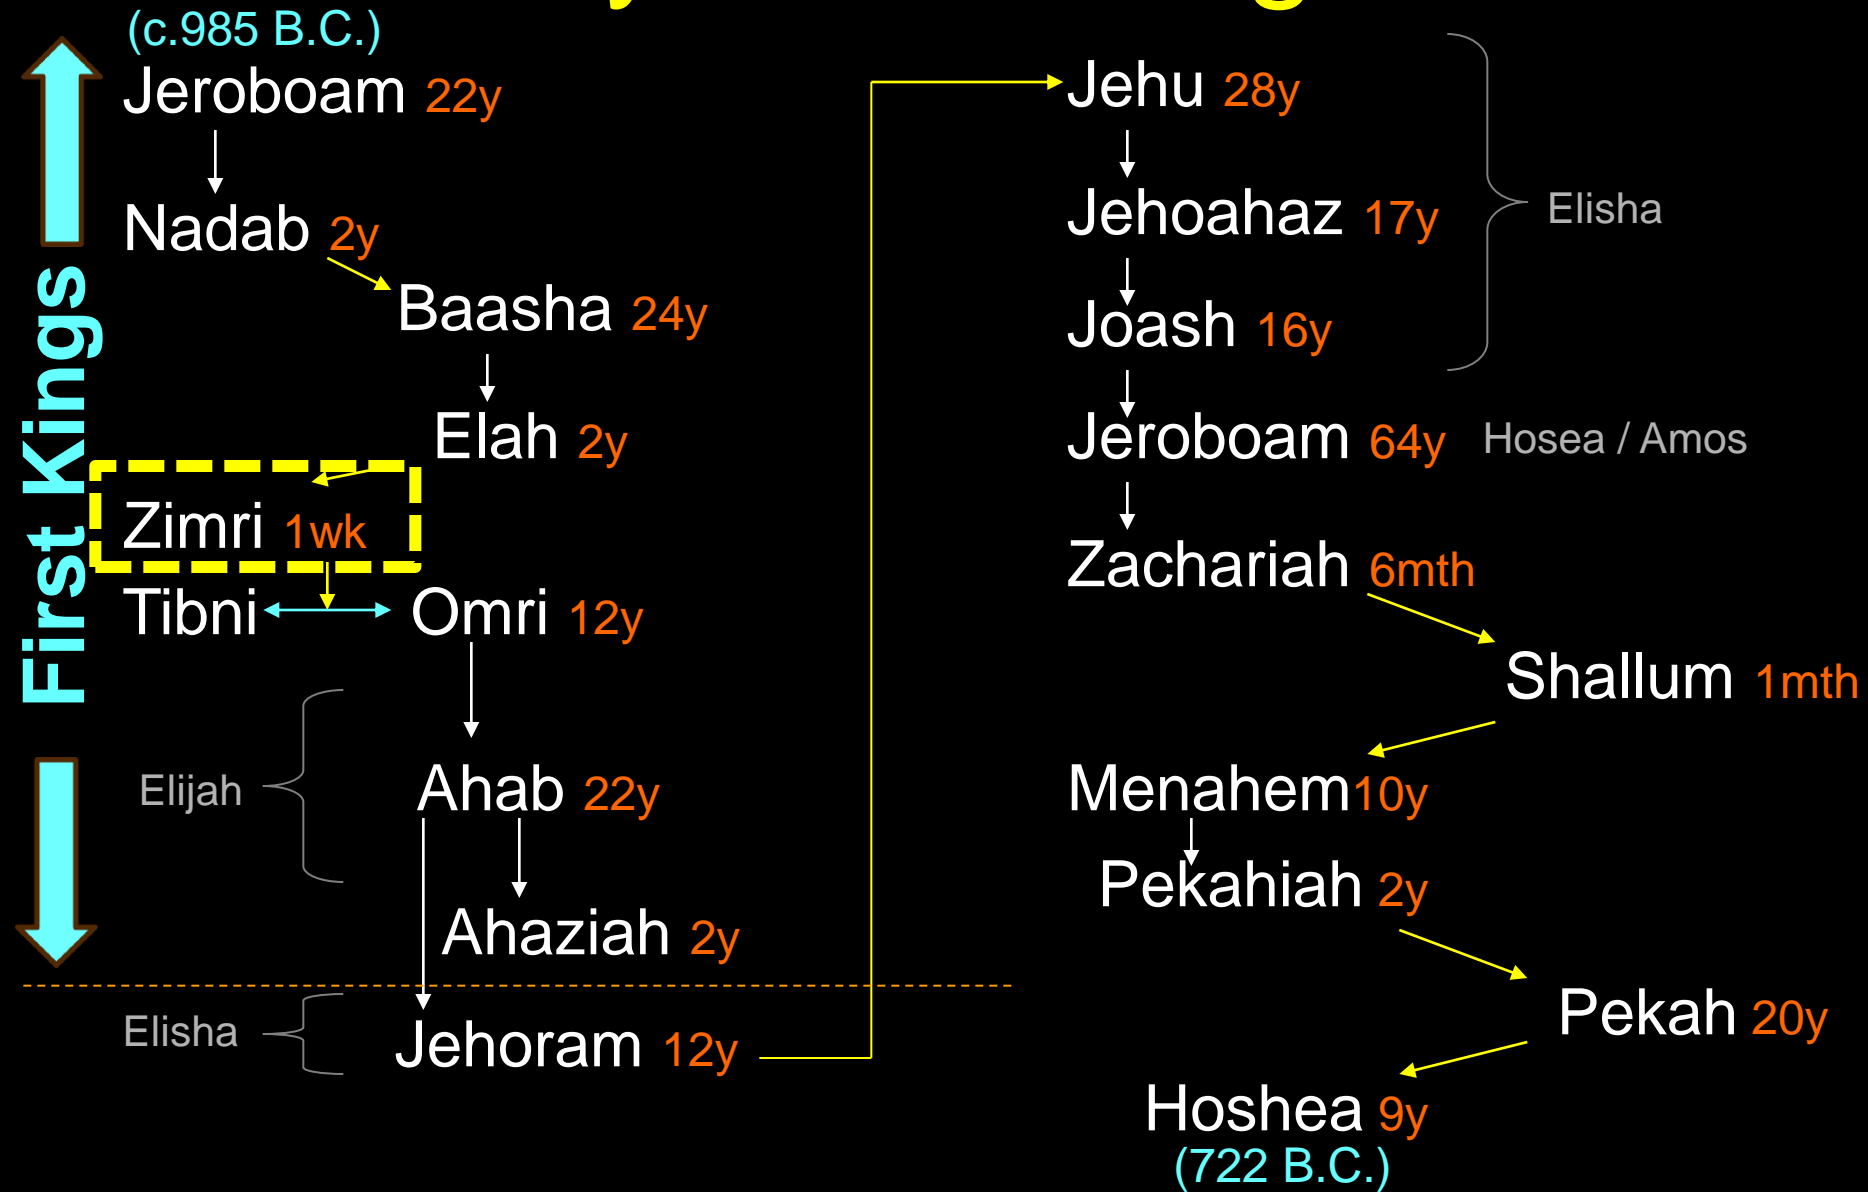 (c.985 B.C.)
Jeroboam 22y
Nadab 2y
Baasha 24y
Elah 2y
Zimri 1wk
Tibni
Omri 12y
Elijah
Ahab 22y
Ahaziah 2y
Elisha
Jehoram 12y
First Kings
Jehu 28y
Jehoahaz 17y
Elisha
Joash 16y
Jeroboam 64y
Hosea / Amos
Zachariah 6mth
Shallum 1mth
Menahem10y
Pekahiah 2y
Pekah 20y
Hoshea 9y
(722 B.C.)